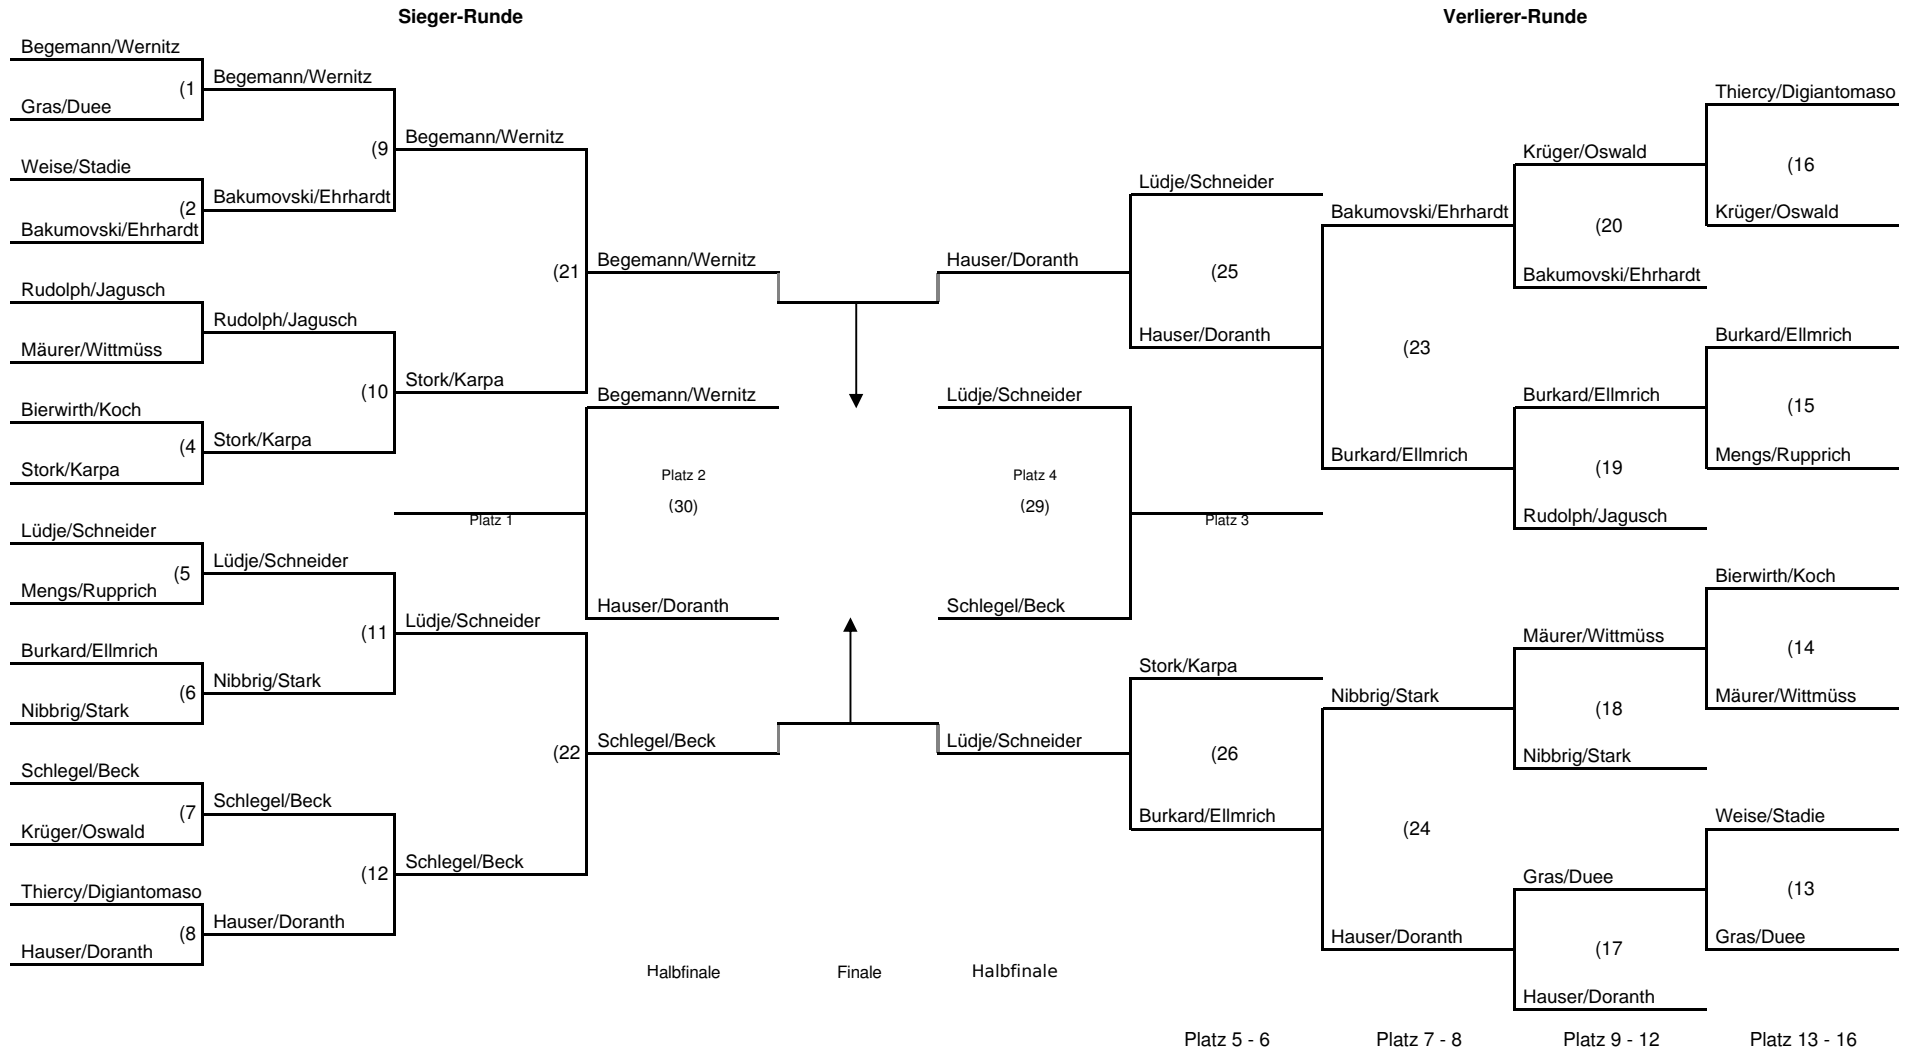 Sieger-Runde
Verlierer-Runde
Begemann/Wernitz
(1
Gras/Duee
Weise/Stadie
(2
Bakumovski/Ehrhardt
Rudolph/Jagusch
Mäurer/Wittmüss
Bierwirth/Koch
(4
Stork/Karpa
Lüdje/Schneider
(5
Mengs/Rupprich
Burkard/Ellmrich
(6
Nibbrig/Stark
Schlegel/Beck
(7
Krüger/Oswald
Thiercy/Digiantomaso
(8
Hauser/Doranth
Begemann/Wernitz
(9
Bakumovski/Ehrhardt
Rudolph/Jagusch
(10
Stork/Karpa
Lüdje/Schneider
(11
Nibbrig/Stark
Schlegel/Beck
(12
Hauser/Doranth
Begemann/Wernitz
(21
Stork/Karpa
Platz 1
Lüdje/Schneider
(22
Schlegel/Beck
Begemann/Wernitz
Begemann/Wernitz
Platz 2
(30)
Hauser/Doranth
Schlegel/Beck
Halbfinale
Finale
Halbfinale
Hauser/Doranth
Lüdje/Schneider
Platz 4
(29)
Schlegel/Beck
Lüdje/Schneider
Lüdje/Schneider
(25
Hauser/Doranth
Platz 3
Stork/Karpa
(26
Burkard/Ellmrich
Bakumovski/Ehrhardt
(23
Burkard/Ellmrich
Nibbrig/Stark
(24
Hauser/Doranth
Krüger/Oswald
(20
Bakumovski/Ehrhardt
Burkard/Ellmrich
(19
Rudolph/Jagusch
Mäurer/Wittmüss
(18
Nibbrig/Stark
Gras/Duee
(17
Hauser/Doranth
Thiercy/Digiantomaso
(16
Krüger/Oswald
Burkard/Ellmrich
(15
Mengs/Rupprich
Bierwirth/Koch
(14
Mäurer/Wittmüss
Weise/Stadie
(13
Gras/Duee
Platz 5 - 6
Platz 7 - 8
Platz 9 - 12
Platz 13 - 16